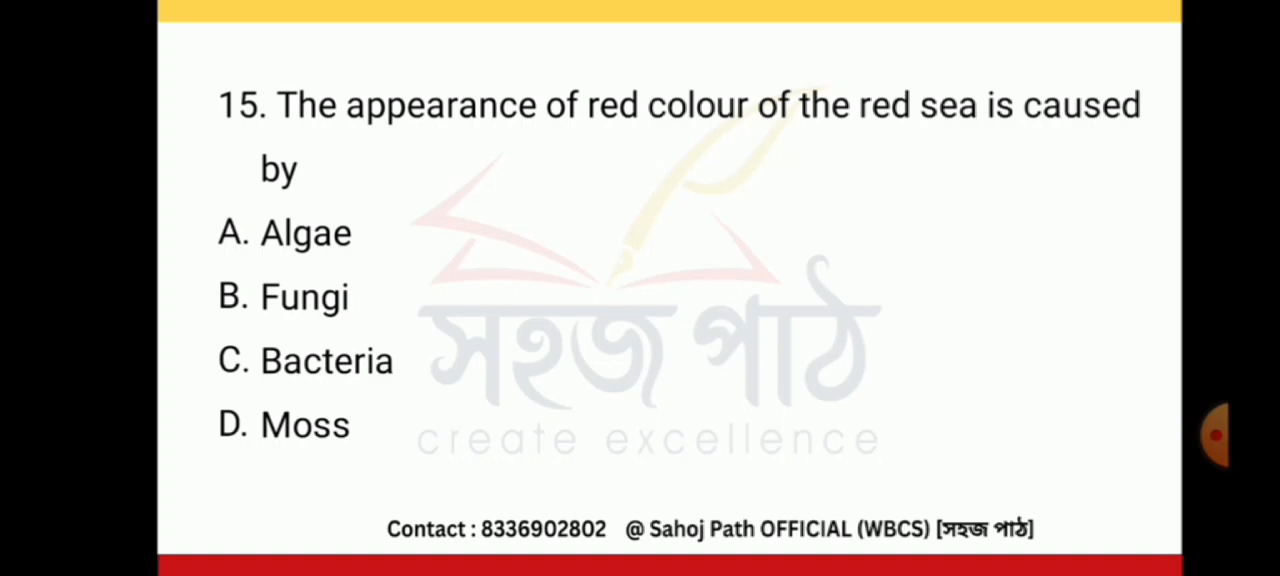 15. The appearance of red colour of the red sea is caused
by
A. Algae
B. Fungi
C. Bacteria
D. Moss
সহজ পাঠ
create excellence
Contact : 8336902802 @ Sahoj Path OFFICIAL (WBCS) [সহজ পাঠ]